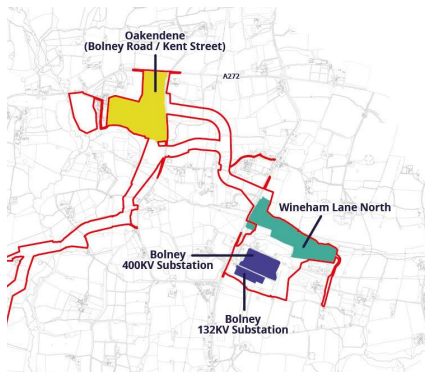 Oakendene
(Bolney Road / Kent Street)
A272
Wineham Lane North
Bolney
400KV Substation
Bolney
132KV Substation